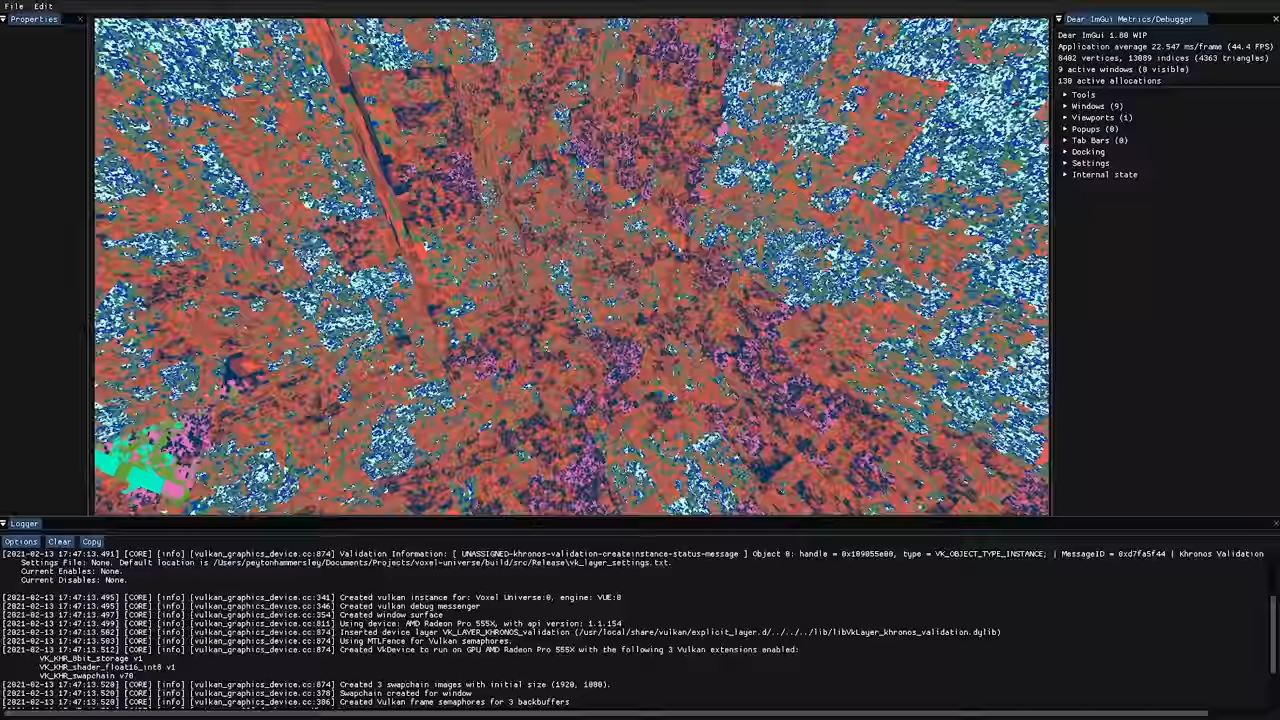 File Edit
Properties
Dear ImGui Metrics/Debugger
Dear ImGui 1.80 WIP
Application average 22.547 ms/frame (44.4 FPS)
8402 vertices, 13089 indices (4363 triangles)
9 active windows (8 visible)
130 active allocations
Tools
Windows (9)
Viewports (1)
Popups (0)
Tab Bars (0)
Docking
Settings
Internal state
Logger
Options Clear Copy
[2021-02-13 17:47:13.491] [CORE] [info] [vulkan_graphics_device.cc:874] Validation Information: [ UNASSIGNED-khronos-validation-createinstance-status-message ] Object 0: handle = 0x109055e00, type = VK_OBJECT_TYPE_INSTANCE; | MessageID = 0xd7fa5f44 | Khronos Validation
Settings File: None. Default location is /Users/peytonhammersley/Documents/Projects/voxel-universe/build/src/Release\vk_layer_settings.txt.
Current Enables: None.
Current Disables: None.
[2021-02-13 17:47:13.495] [CORE] [info] [vulkan_graphics_device.cc:341] Created vulkan instance for: Voxel Universe:0, engine: VUE:0
[2021-02-13 17:47:13.495] [CORE] [info] [vulkan_graphics_device.cc:346] Created vulkan debug messenger
[2021-02-13 17:47:13.497] [CORE] [info] [vulkan_graphics_device.cc:354] Created window surface
[2021-02-13 17:47:13.499] [CORE] [info] [vulkan_graphics_device.cc:811] Using device: AMD Radeon Pro 555X, with api version: 1.1.154
[2021-02-13 17:47:13.502] [CORE] [info] [vulkan_graphics_device.cc:874] Inserted device layer VK_LAYER_KHRONOS_validation (/usr/local/share/vulkan/explicit_layer.d/../../../lib/libVkLayer_khronos_validation.dylib)
[2021-02-13 17:47:13.503] [CORE] [info] [vulkan_graphics_device.cc:874] Using MTLFence for Vulkan semaphores.
[2021-02-13 17:47:13.512] [CORE] [info] [vulkan_graphics_device.cc:874] Created VkDevice to run on GPU AMD Radeon Pro 555X with the following 3 Vulkan extensions enabled:
VK_KHR_8bit_storage v1
VK_KHR_shader_float16_int8 v1
VK_KHR_swapchain v70
[2021-02-13 17:47:13.520] [CORE] [info] [vulkan_graphics_device.cc:874] Created 3 swapchain images with initial size (1920, 1080).
[2021-02-13 17:47:13.520] [CORE] [info] [vulkan_graphics_device.cc:378] Swapchain created for window
[2021-02-13 17:47:13.520] [CORE] [info] [vulkan_graphics_device.cc:386] Created Vulkan frame semaphores for 3 backbuffers